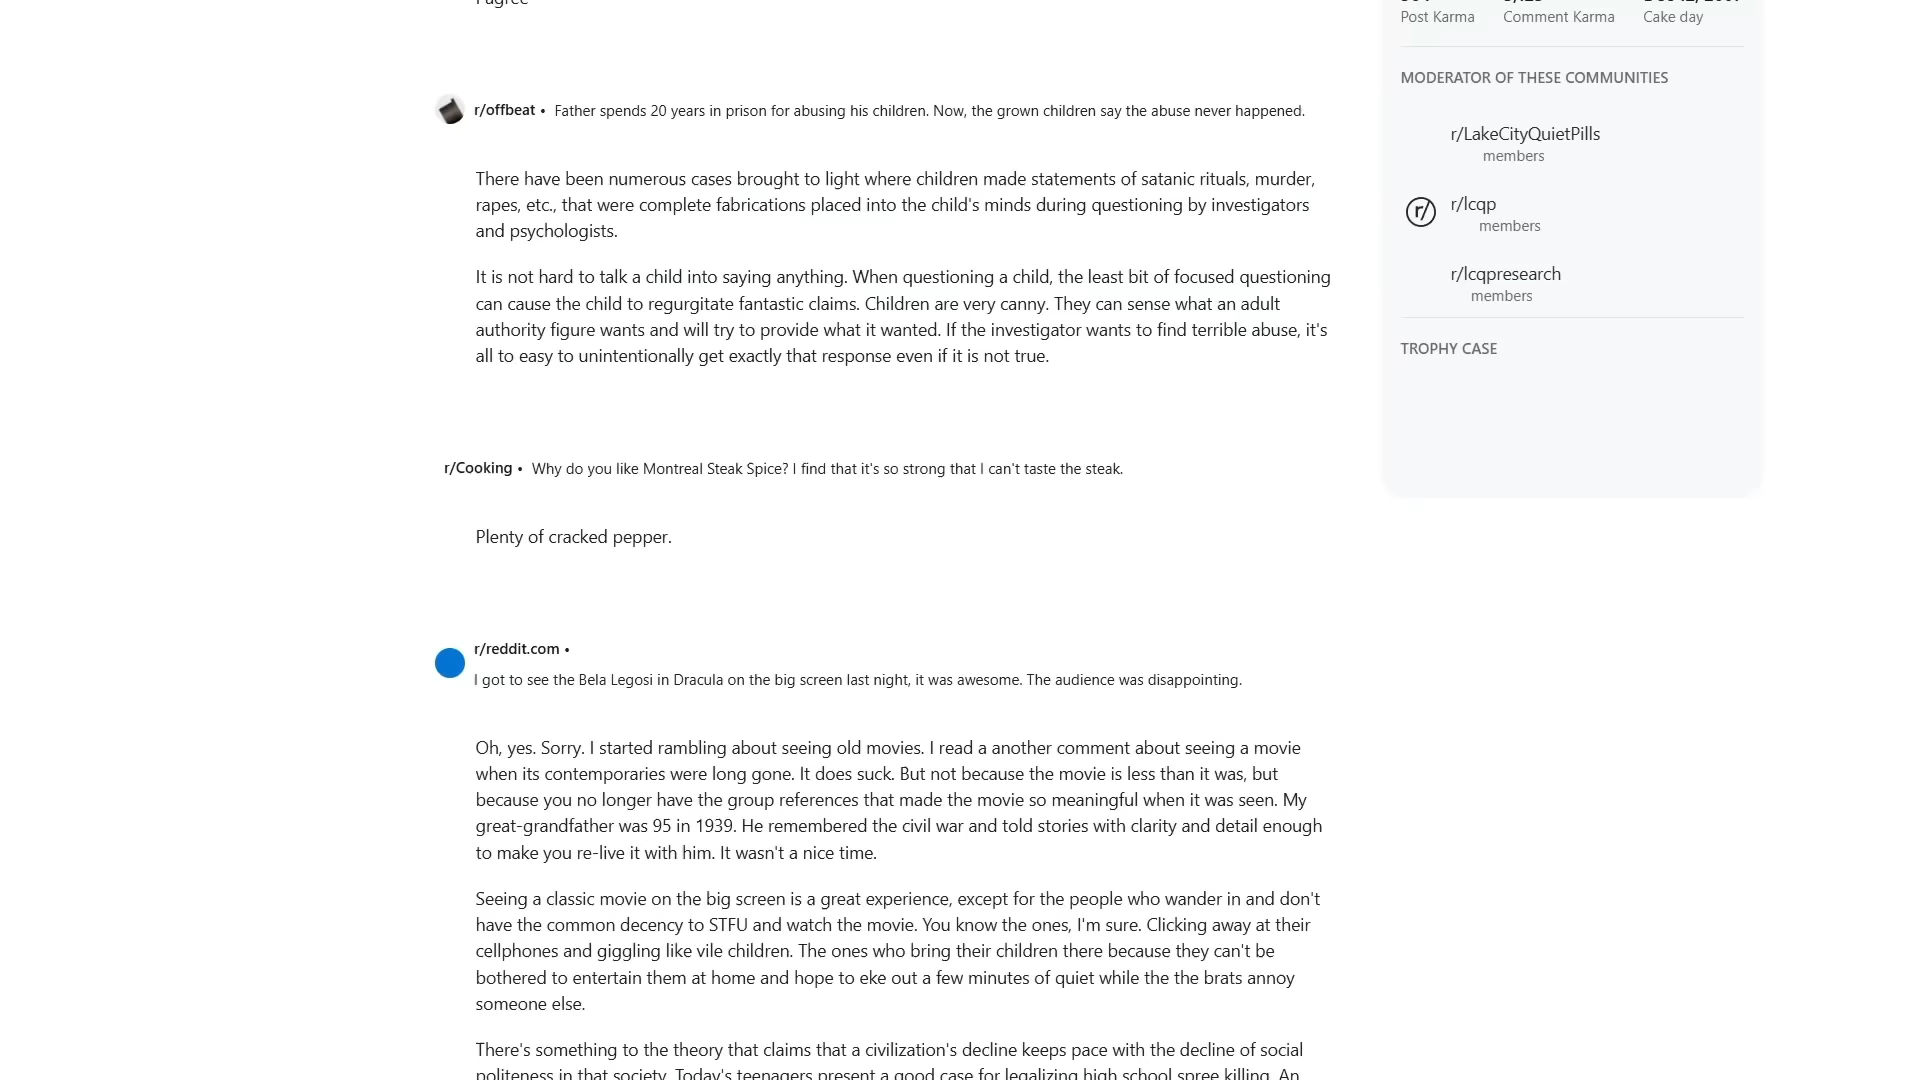 I agree
r/offbeat • Father spends 20 years in prison for abusing his children. Now, the grown children say the abuse never happened.
There have been numerous cases brought to light where children made statements of satanic rituals, murder,
rapes, etc., that were complete fabrications placed into the child's minds during questioning by investigators
and psychologists.
It is not hard to talk a child into saying anything. When questioning a child, the least bit of focused questioning
can cause the child to regurgitate fantastic claims. Children are very canny. They can sense what an adult
authority figure wants and will try to provide what it wanted. If the investigator wants to find terrible abuse, it's
all to easy to unintentionally get exactly that response even if it is not true.
r/Cooking • Why do you like Montreal Steak Spice? I find that it's so strong that I can't taste the steak.
Plenty of cracked pepper.
r/reddit.com •
I got to see the Bela Legosi in Dracula on the big screen last night, it was awesome. The audience was disappointing.
Oh, yes. Sorry. I started rambling about seeing old movies. I read a another comment about seeing a movie
when its contemporaries were long gone. It does suck. But not because the movie is less than it was, but
because you no longer have the group references that made the movie so meaningful when it was seen. My
great-grandfather was 95 in 1939. He remembered the civil war and told stories with clarity and detail enough
to make you re-live it with him. It wasn't a nice time.
Seeing a classic movie on the big screen is a great experience, except for the people who wander in and don't
have the common decency to STFU and watch the movie. You know the ones, I'm sure. Clicking away at their
cellphones and giggling like vile children. The ones who bring their children there because they can't be
bothered to entertain them at home and hope to eke out a few minutes of quiet while the the brats annoy
someone else.
There's something to the theory that claims that a civilization's decline keeps pace with the decline of social
politeness in that society. Today's teenagers present a good case for legalizing high school spree killing. An
Post Karma Comment Karma Cake day
MODERATOR OF THESE COMMUNITIES
r/LakeCityQuietPills
members
r/
r/lcqp
members
r/lcqpresearch
members
TROPHY CASE